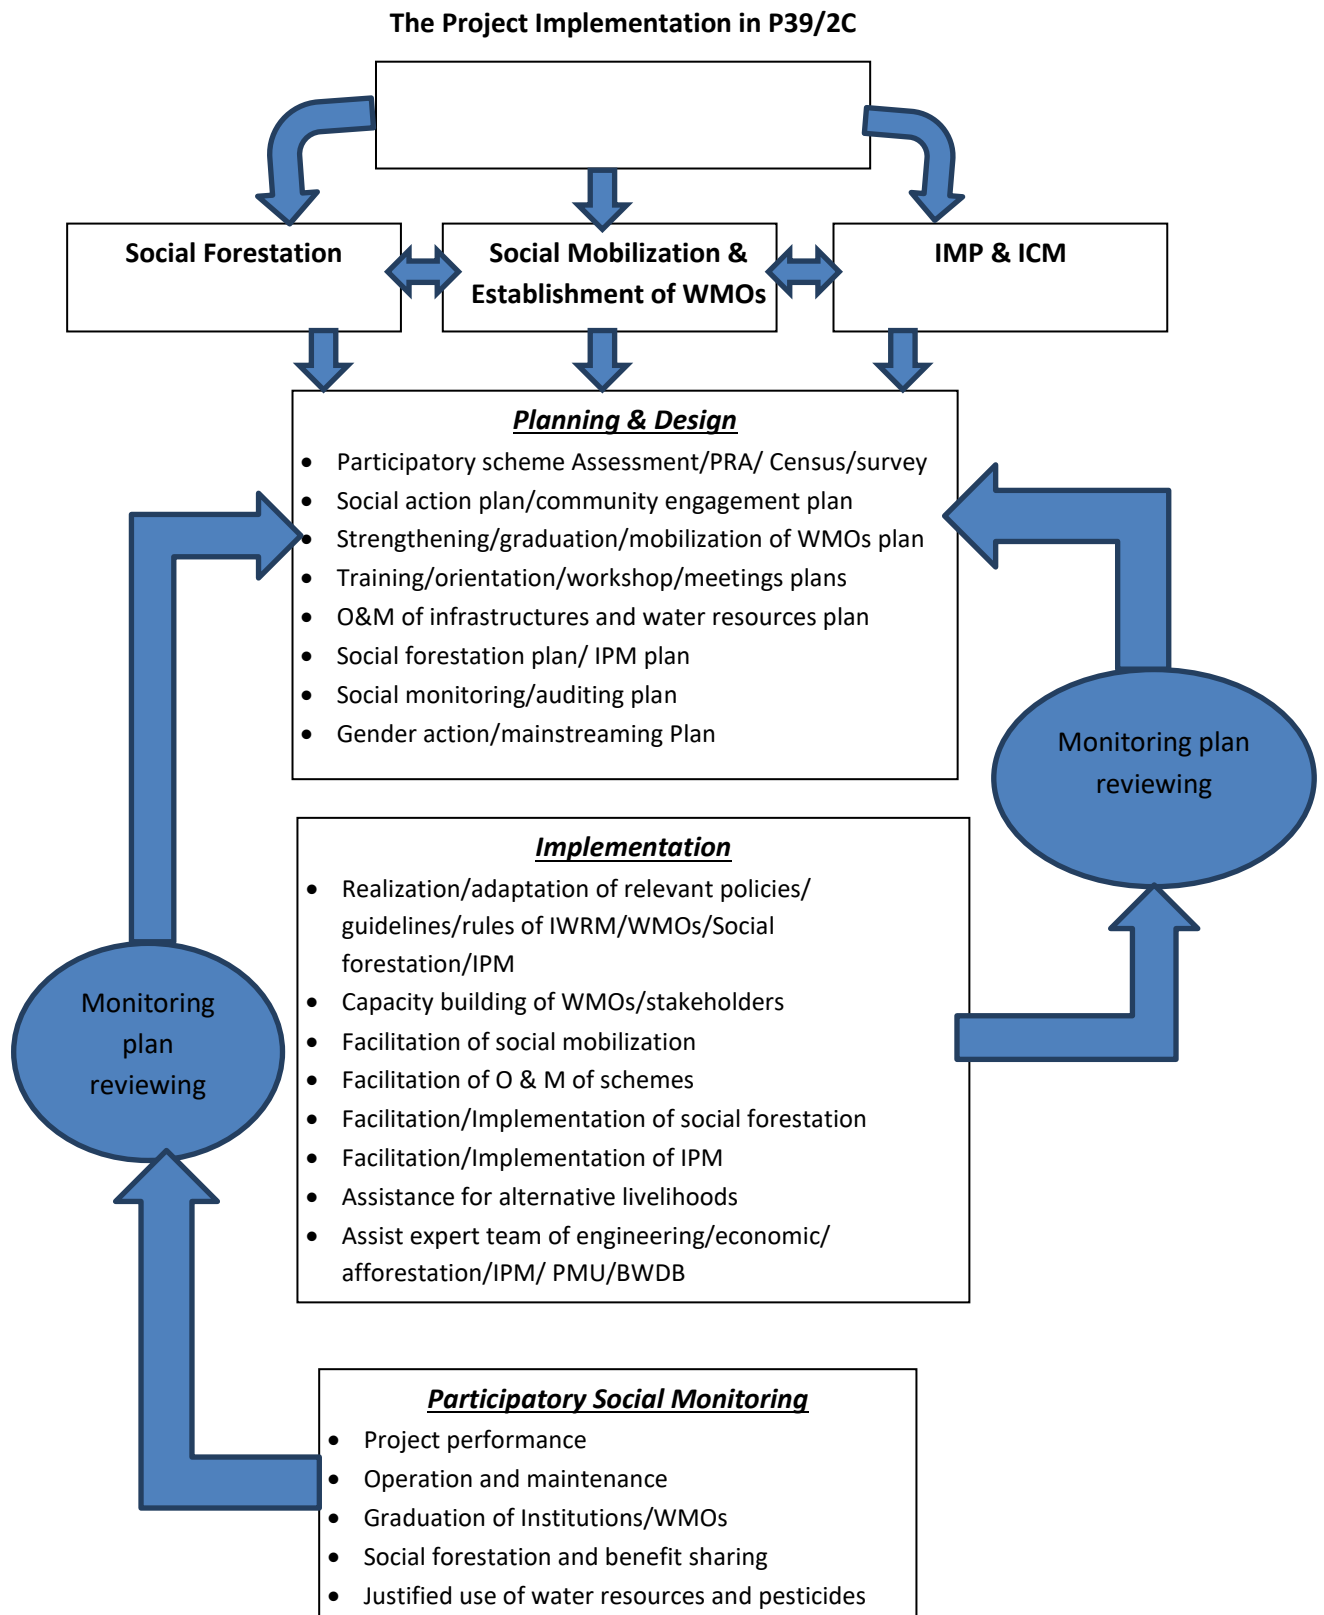 The Project Implementation in P39/2C
Social Forestation
Social Mobilization &
Establishment of WMOs
IMP & ICM
Planning & Design
• Participatory scheme Assessment/PRA/ Census/survey
• Social action plan/community engagement plan
• Strengthening/graduation/mobilization of WMOs plan
• Training/orientation/workshop/meetings plans
• O&M of infrastructures and water resources plan
• Social forestation plan/ IPM plan
• Social monitoring/auditing plan
• Gender action/mainstreaming Plan
Monitoring plan
reviewing
Implementation
• Realization/adaptation of relevant policies/
guidelines/rules of IWRM/WMOs/Social
forestation/IPM
• Capacity building of WMOs/stakeholders
• Facilitation of social mobilization
• Facilitation of O & M of schemes
• Facilitation/Implementation of social forestation
• Facilitation/Implementation of IPM
• Assistance for alternative livelihoods
• Assist expert team of engineering/economic/
afforestation/IPM/ PMU/BWDB
Monitoring
plan
reviewing
Participatory Social Monitoring
• Project performance
• Operation and maintenance
• Graduation of Institutions/WMOs
• Social forestation and benefit sharing
• Justified use of water resources and pesticides